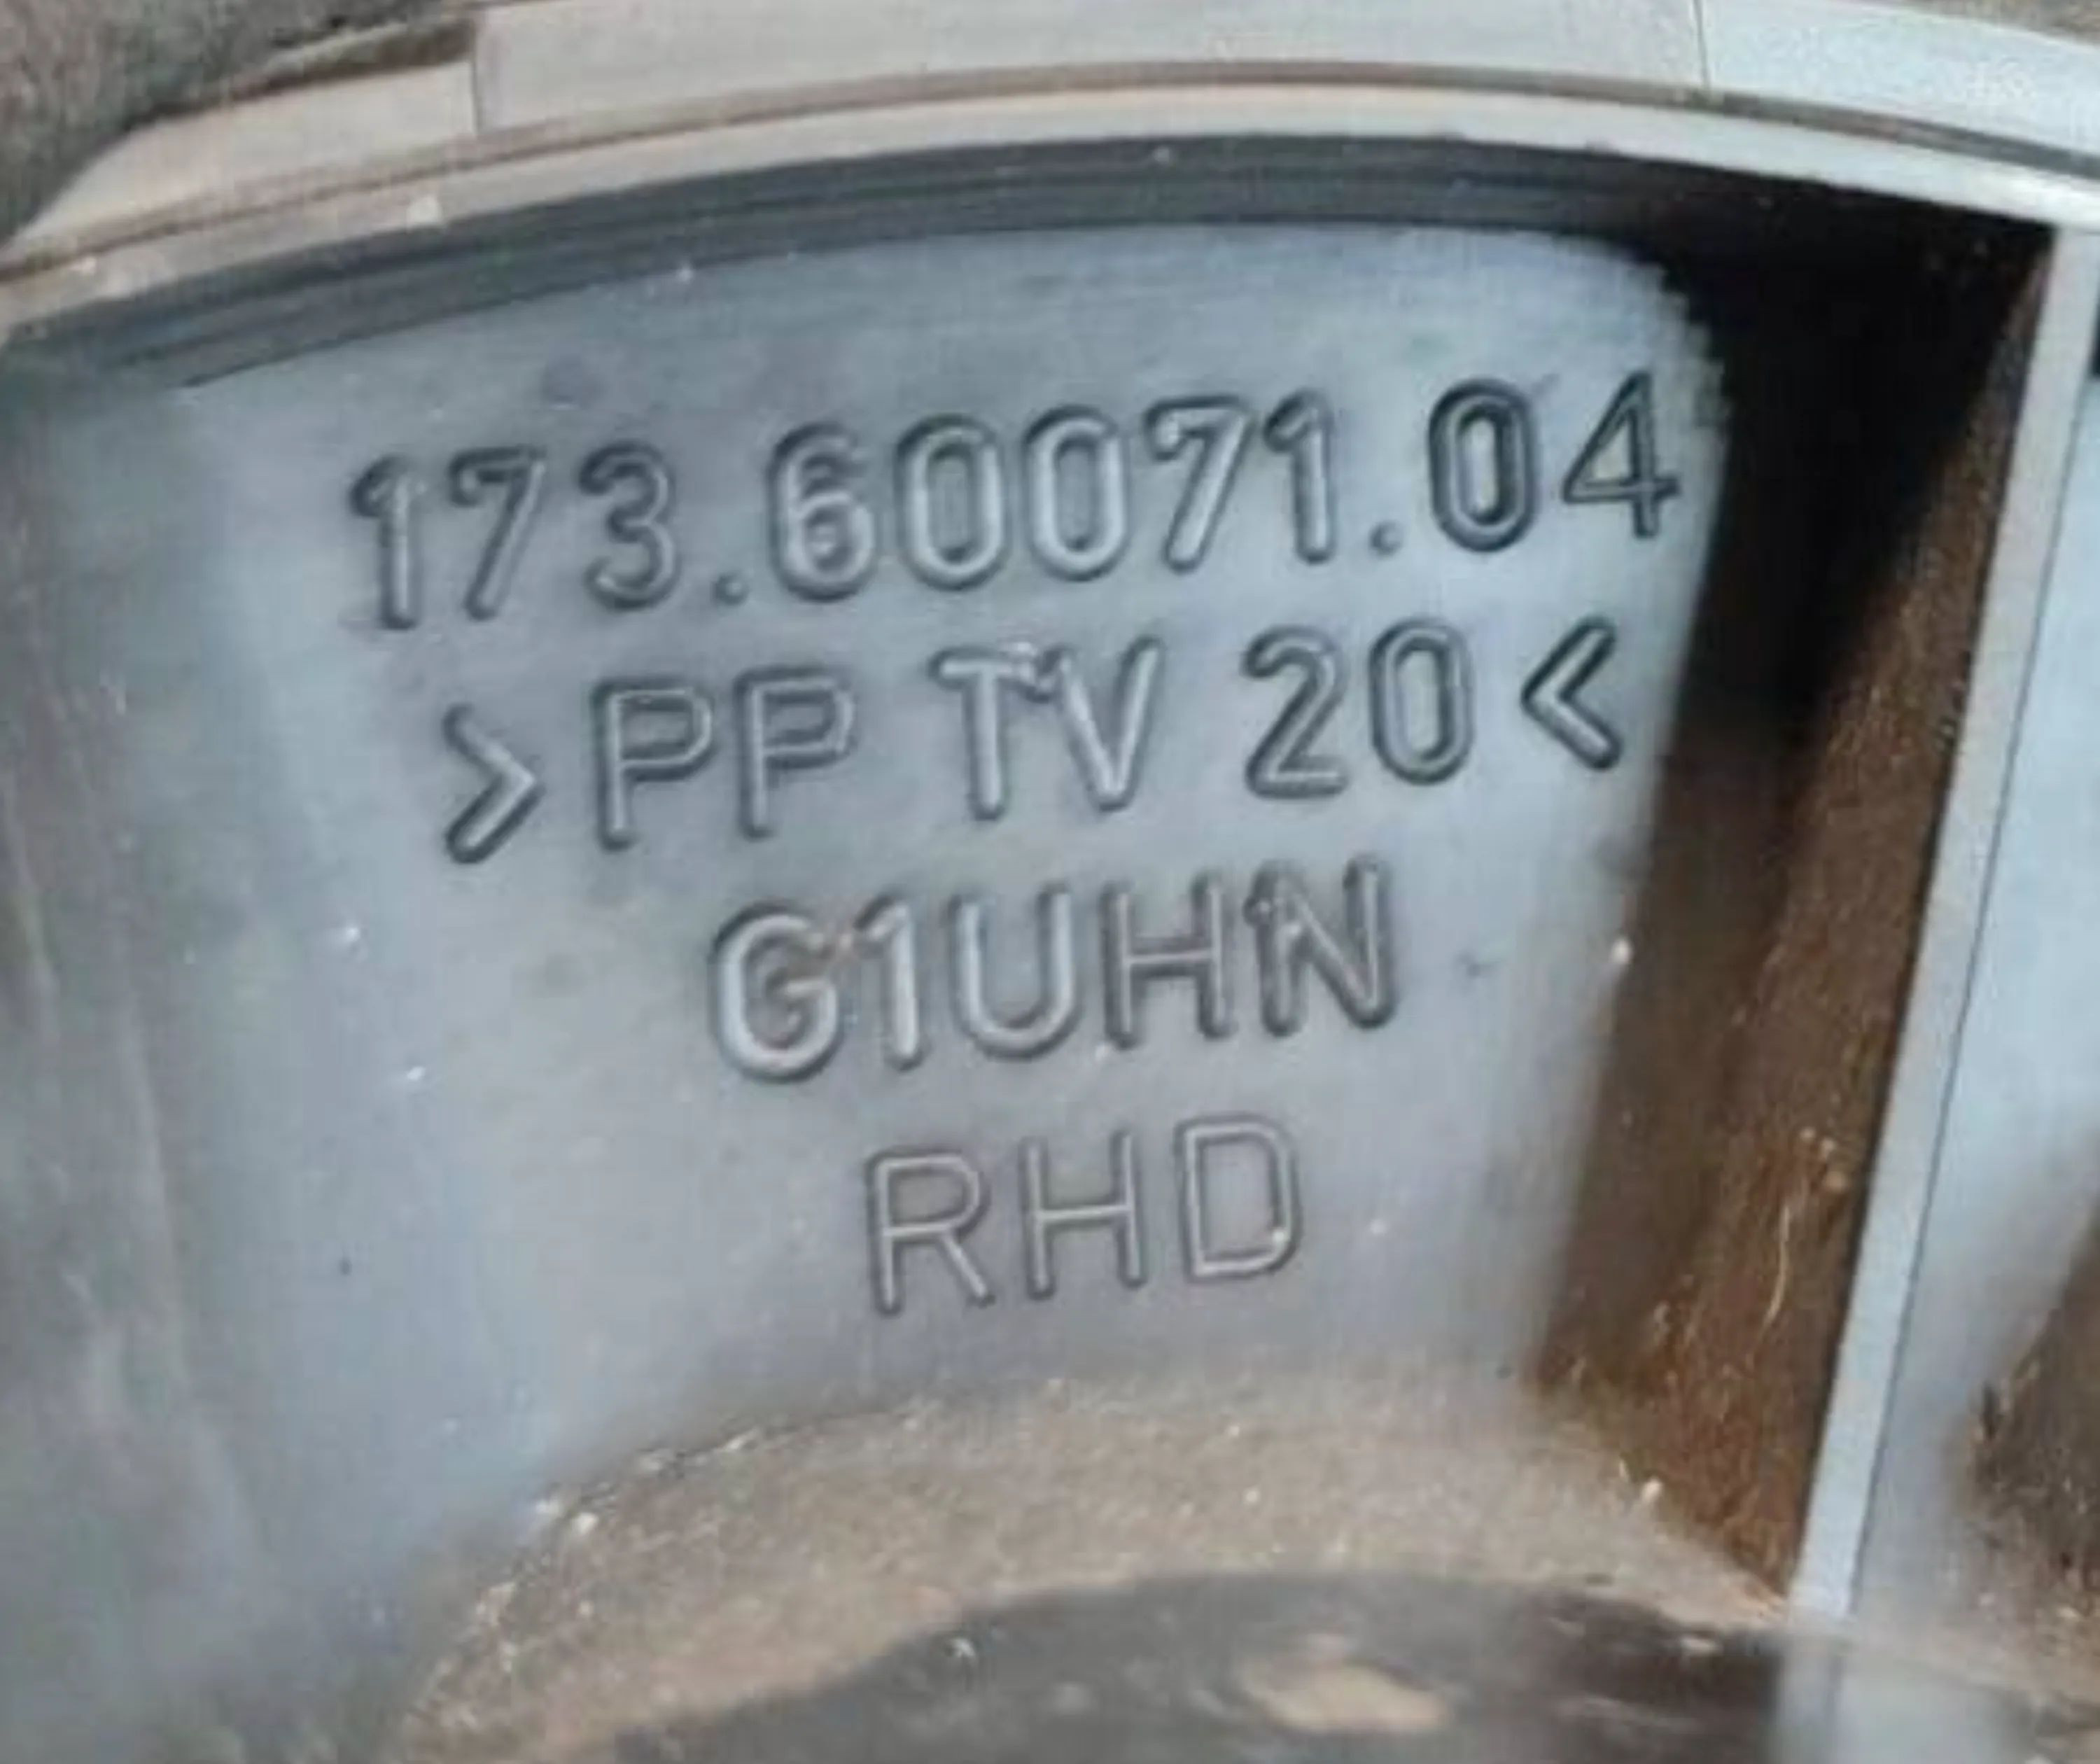 173.60071.04
>PP TV 20<
G1UHN
RHD